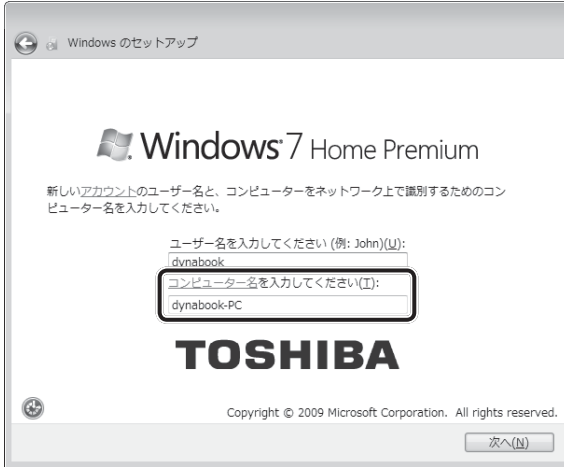 Windows のセットアップ
Windows 7 Home Premium
新しいアカウントのユーザー名と、コンピューターをネットワーク上で識別するためのコン
ピューター名を入力してください。
ユーザー名を入力してください (例: John)(U):
dynabook
コンピューター名を入力してください(T):
dynabook-PC
TOSHIBA
Copyright © 2009 Microsoft Corporation. All rights reserved.
次へ(N)